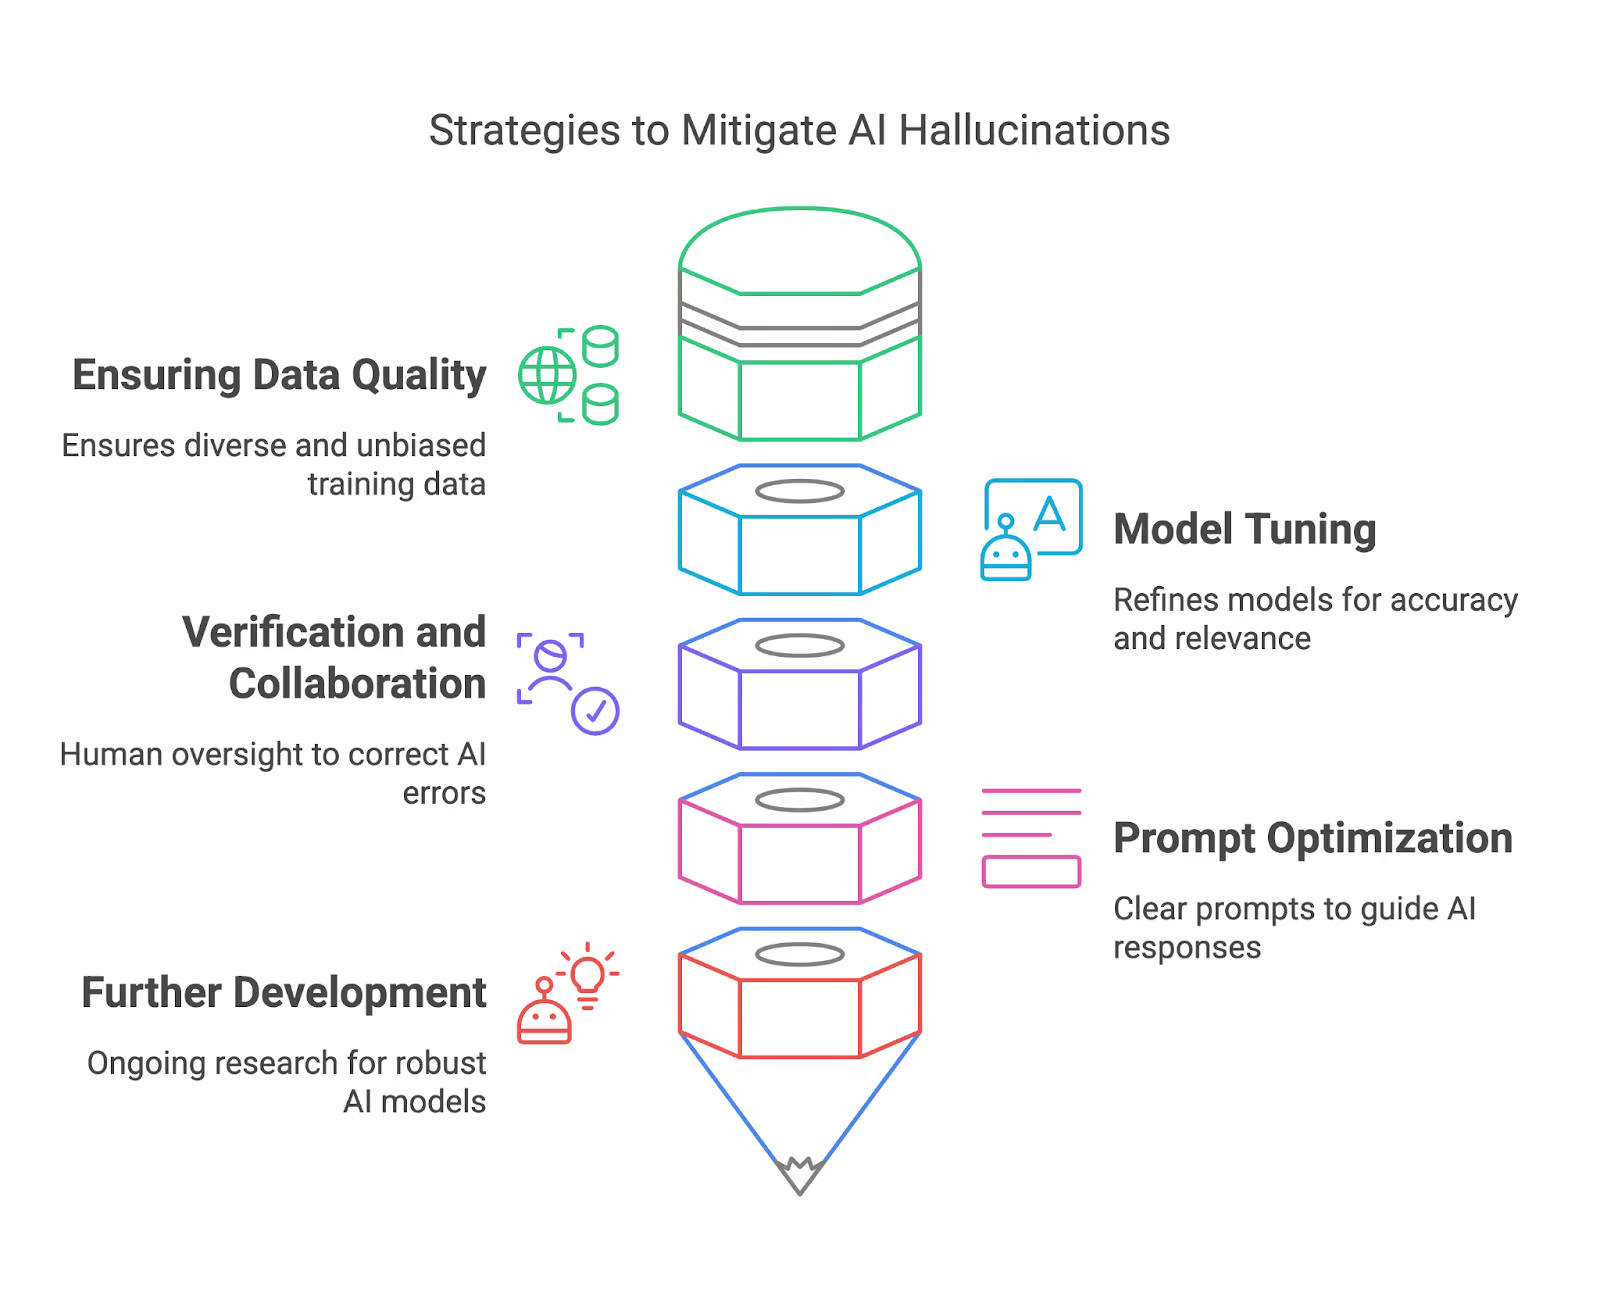 Strategies to Mitigate AI Hallucinations
Ensuring Data Quality
Ensures diverse and unbiased
training data
A
Model Tuning
Refines models for accuracy
and relevance
Verification and
Collaboration
Human oversight to correct AI
errors
Prompt Optimization
Clear prompts to guide AI
responses
Further Development
Ongoing research for robust
AI models